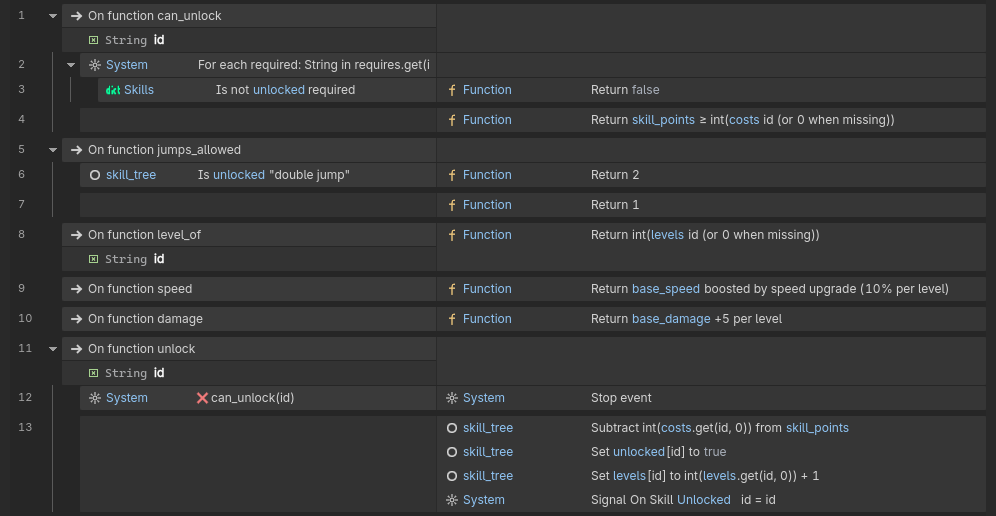 1 On function can_unlock
String id
2 System For each required: String in requires.get(i
3 Skills Is not unlocked required Function Return false
4 Function Return skill_points ≥ int(costs id (or 0 when missing))
5 On function jumps_allowed
6 skill_tree Is unlocked "double jump" Function Return 2
7 Function Return 1
8 On function level_of Function Return int(levels id (or 0 when missing))
String id
9 On function speed Function Return base_speed boosted by speed upgrade (10% per level)
10 On function damage Function Return base_damage +5 per level
11 On function unlock
String id
12 System ❌ can_unlock(id) System Stop event
13 skill_tree Subtract int(costs.get(id, 0)) from skill_points
skill_tree Set unlocked[id] to true
skill_tree Set levels[id] to int(levels.get(id, 0)) + 1
System Signal On Skill Unlocked id = id